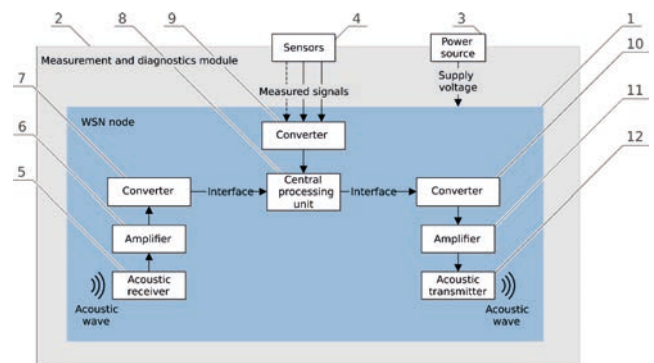 2
8
9
4
3
1
Sensors
Power source
10
Measurement and diagnostics module
7
Measured signals
Supply voltage
11
WSN node
6
Converter
12
5
Converter
Interface
Central processing unit
Interface
Converter
Amplifier
Amplifier
Acoustic receiver
Acoustic transmitter
Acoustic wave
Acoustic wave